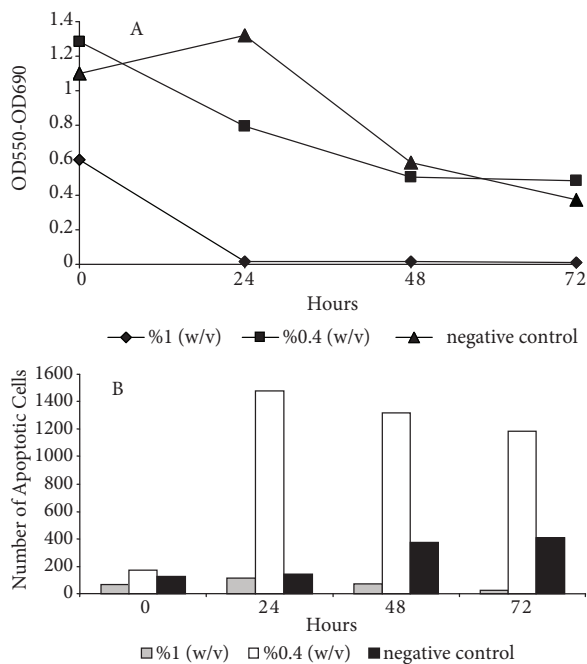 A
OD550-OD690
1.4
1.2
1
0.8
0.6
0.4
0.2
0
0 24 48 72
Hours
%1 (w/v) %0.4 (w/v) negative control
B
Number of Apoptotic Cells
1600
1400
1200
1000
800
600
400
200
0
0 24 48 72
Hours
%1 (w/v) %0.4 (w/v) negative control